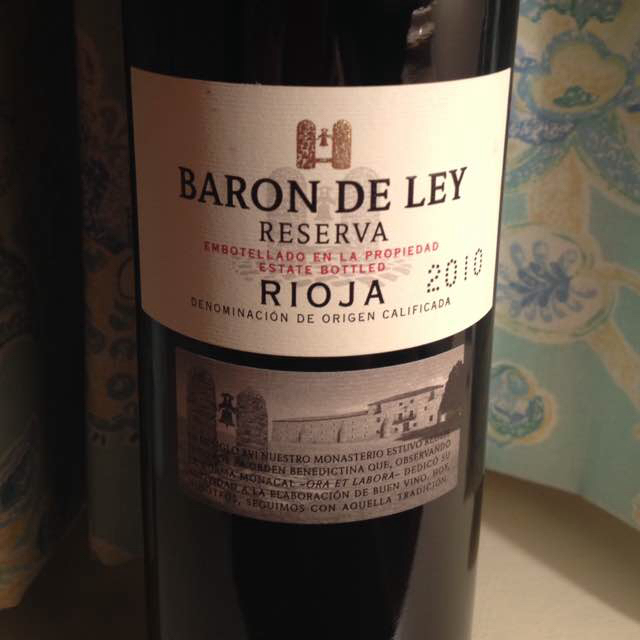 BARON DE LEY
RESERVA
EMBOTELLADO EN LA PROPIEDAD
ESTATE BOTTLED
RIOJA 2010
DENOMINACIÓN DE ORIGEN CALIFICADA
NUESTRO MONASTERIO ESTUVO
ORDEN BENEDICTINA QUE, OBSERVANDO
MONACAL «ORA ET LABORA» DEDICÓ SU
A LA ELABORACIÓN DE BUEN VINO. HOY,
SEGUIMOS CON AQUELLA TRADICIÓN.